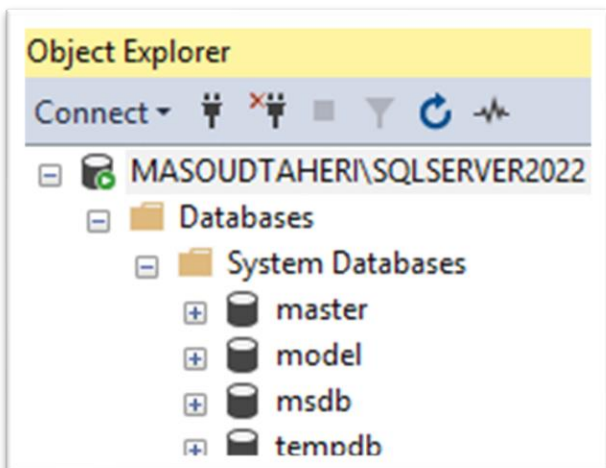 Object Explorer
Connect
MASOUDTAHERI\SQLSERVER2022
Databases
System Databases
master
model
msdb
tempdb